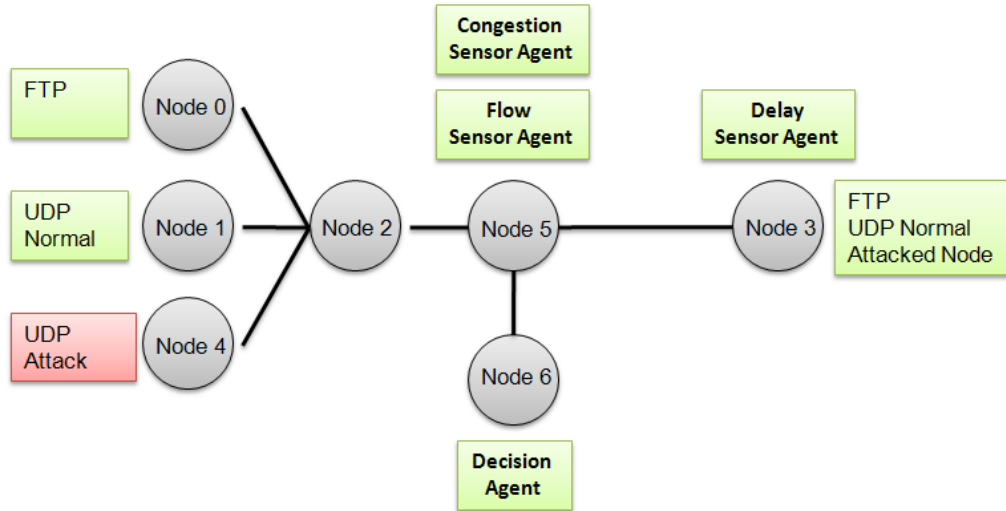 Congestion
Sensor Agent
FTP
Node 0
Flow
Sensor Agent
Delay
Sensor Agent
UDP
Normal
Node 1
Node 2
Node 5
Node 3
FTP
UDP Normal
Attacked Node
UDP
Attack
Node 4
Node 6
Decision
Agent